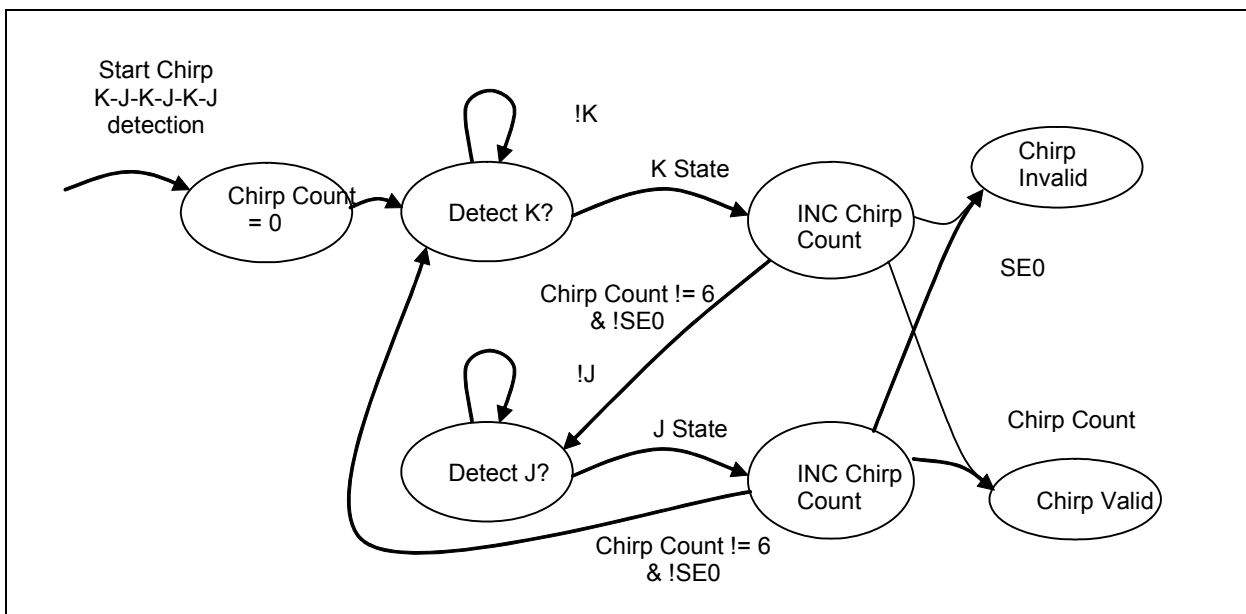 Start Chirp
K-J-K-J-K-J
detection
!K
Chirp Count
= 0
Detect K?
K State
INC Chirp
Count
Chirp
Invalid
SE0
Chirp Count != 6
& !SE0
!J
Detect J?
J State
INC Chirp
Count
Chirp Count
Chirp Valid
Chirp Count != 6
& !SE0